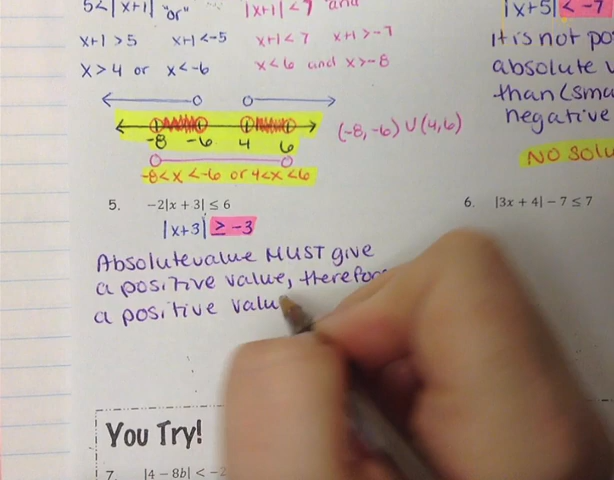 5 < |x+1| "or" |x+1| < 7 and
x+1 > 5 x+1 < -5 x+1 < 7 x+1 > -7
x > 4 or x < -6 x < 6 and x > -8
-8 -6 4 6
(-8,-6) ∪ (4,6)
-8 < x < -6 or 4 < x < 6
|x+5| < -7
It is not po
absolute v
than (sma
negative
NO SOLU
5. -2|x + 3| ≤ 6
|x+3| ≥ -3
Absolute value MUST give
a positive value, therefor
a positive valu
6. |3x + 4| - 7 ≤ 7
You Try!
7. |4 - 8b| < -2